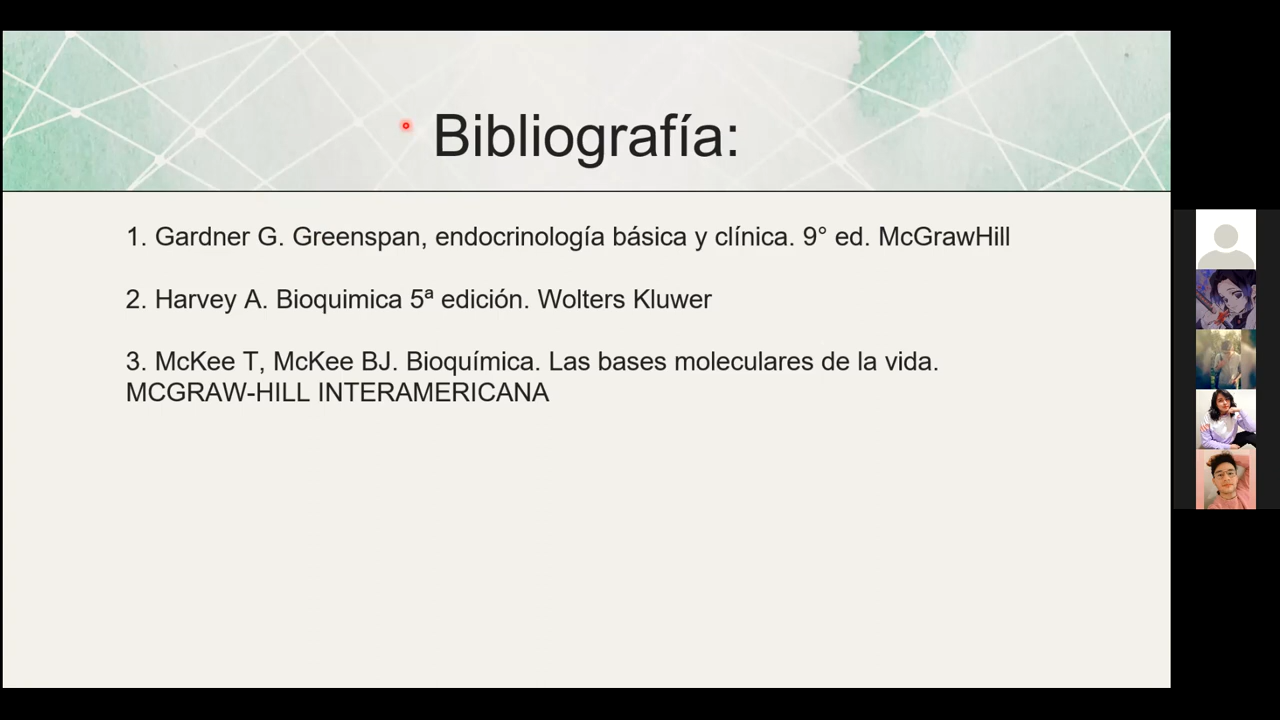 Bibliografía:
1. Gardner G. Greenspan, endocrinología básica y clínica. 9° ed. McGrawHill
2. Harvey A. Bioquimica 5ª edición. Wolters Kluwer
3. McKee T, McKee BJ. Bioquímica. Las bases moleculares de la vida.
MCGRAW-HILL INTERAMERICANA